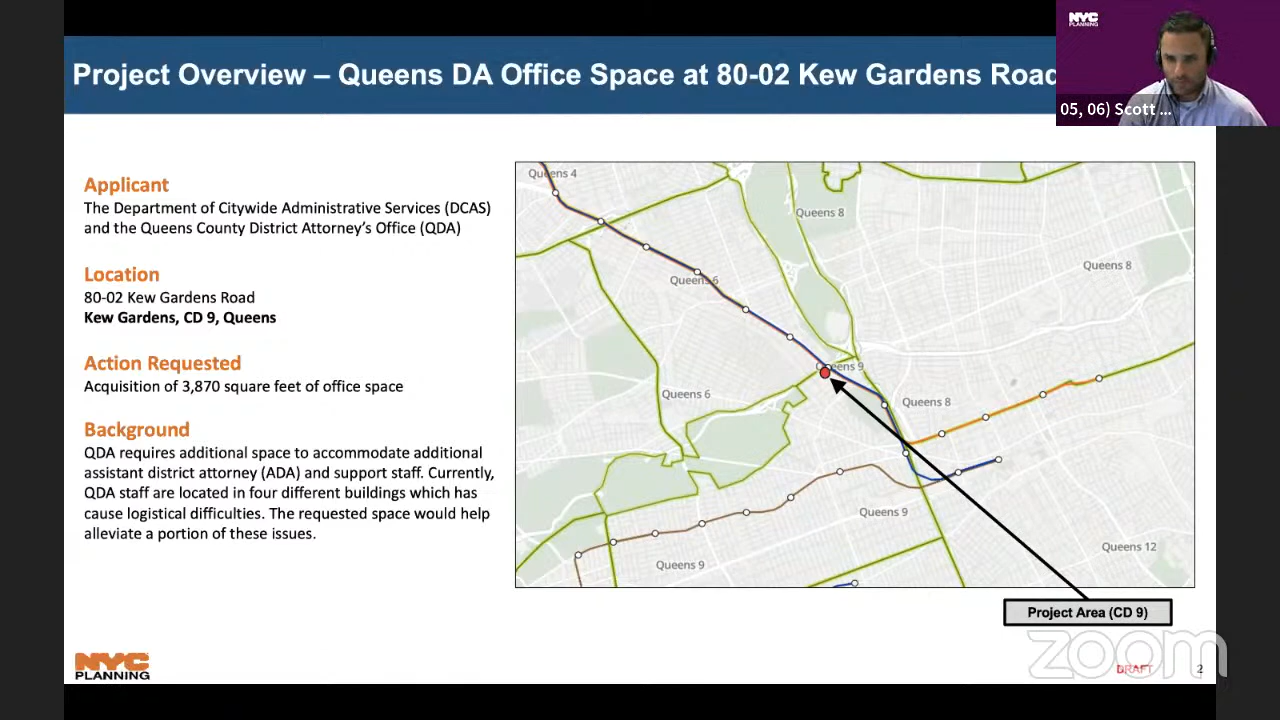 Project Overview – Queens DA Office Space at 80-02 Kew Gardens Road
NYC
PLANNING
05, 06) Scott ...
Applicant
The Department of Citywide Administrative Services (DCAS)
and the Queens County District Attorney's Office (QDA)
Location
80-02 Kew Gardens Road
Kew Gardens, CD 9, Queens
Action Requested
Acquisition of 3,870 square feet of office space
Background
QDA requires additional space to accommodate additional
assistant district attorney (ADA) and support staff. Currently,
QDA staff are located in four different buildings which has
cause logistical difficulties. The requested space would help
alleviate a portion of these issues.
Queens 4
Queens 8
Queens 8
Queens 6
Queens 9
Queens 6
Queens 8
Queens 9
Queens 12
Queens 9
Project Area (CD 9)
NYC
PLANNING
zoom
DRAFT
2